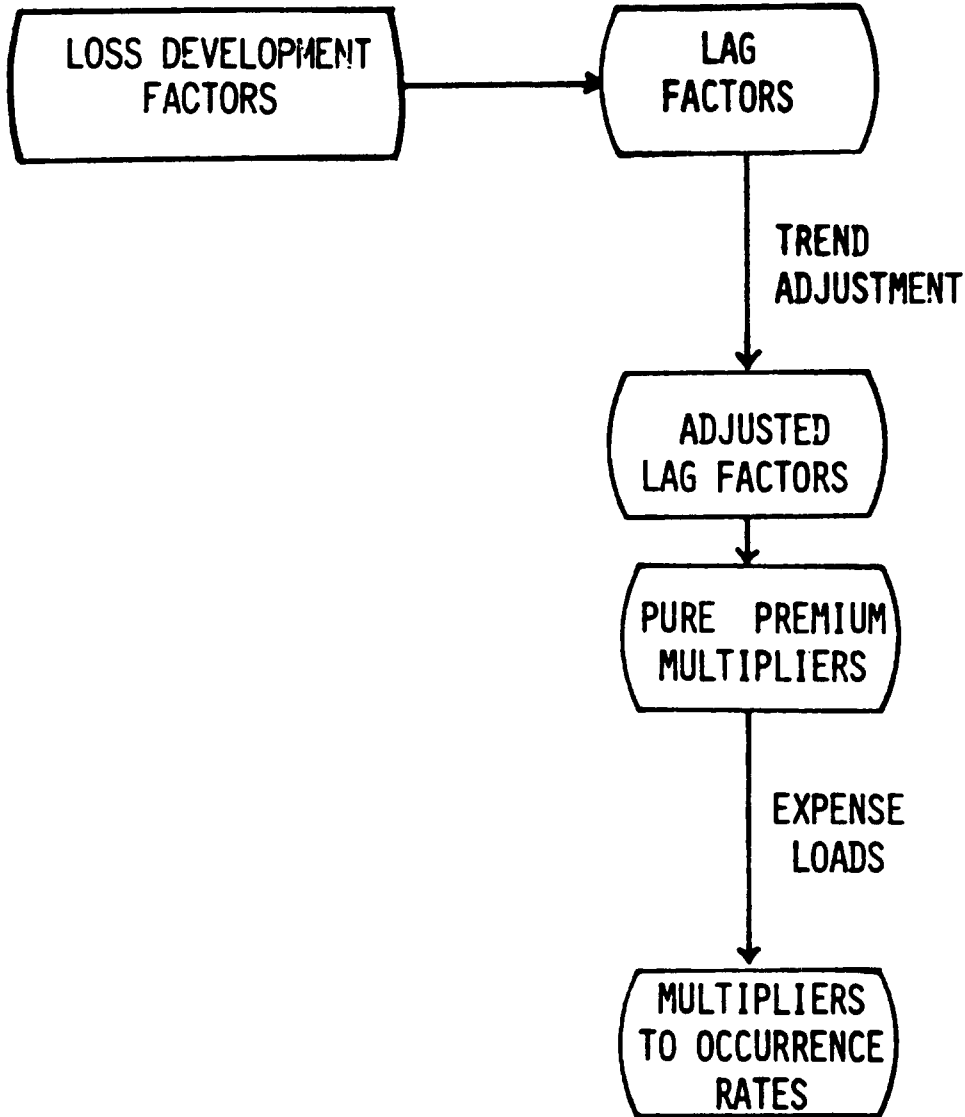 LOSS DEVELOPMENT
FACTORS
LAG
FACTORS
TREND
ADJUSTMENT
ADJUSTED
LAG FACTORS
PURE PREMIUM
MULTIPLIERS
EXPENSE
LOADS
MULTIPLIERS
TO OCCURRENCE
RATES